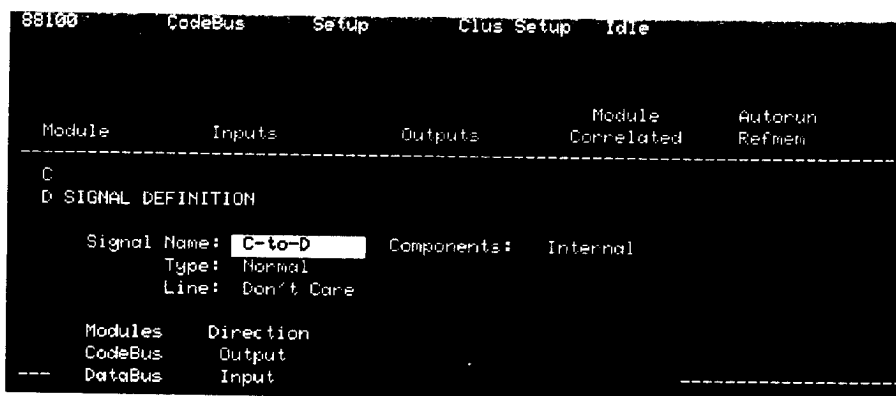 88100 CodeBus Setup Clus Setup Idle
Module Autorun
Module Inputs Outputs Correlated Refmem
C
D SIGNAL DEFINITION
Signal Name: C-to-D Components: Internal
Type: Normal
Line: Don't Care
Modules Direction
CodeBus Output
DataBus Input